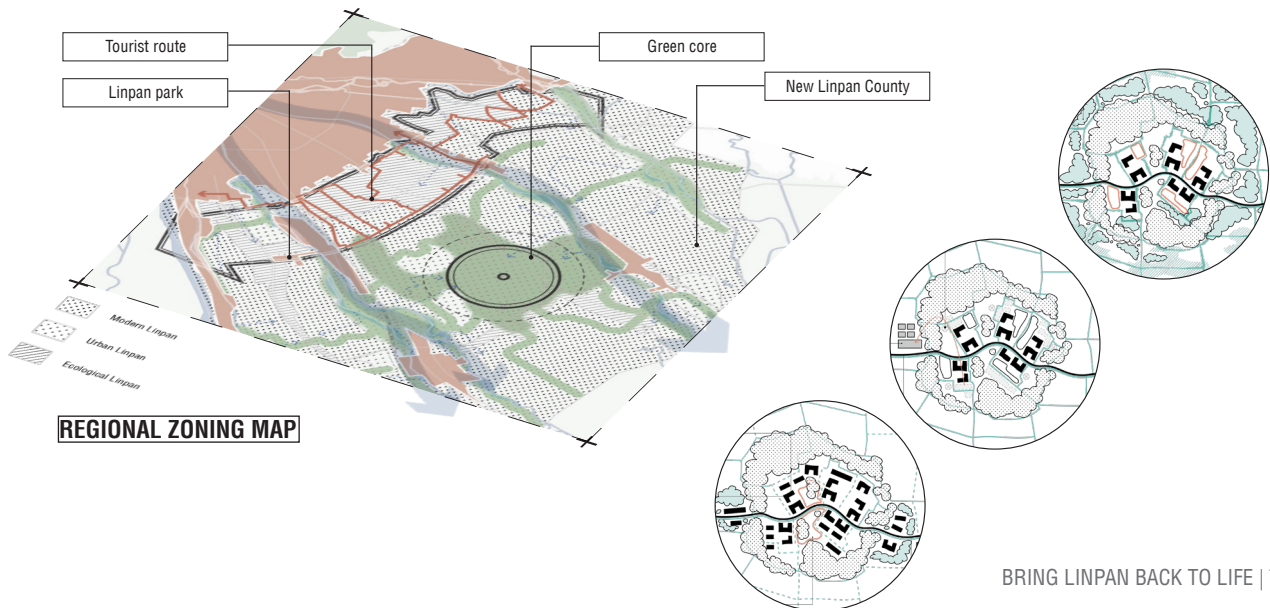 Tourist route
Green core
Linpan park
New Linpan County
Modern Linpan
Urban Linpan
Ecological Linpan
REGIONAL ZONING MAP
BRING LINPAN BACK TO LIFE |